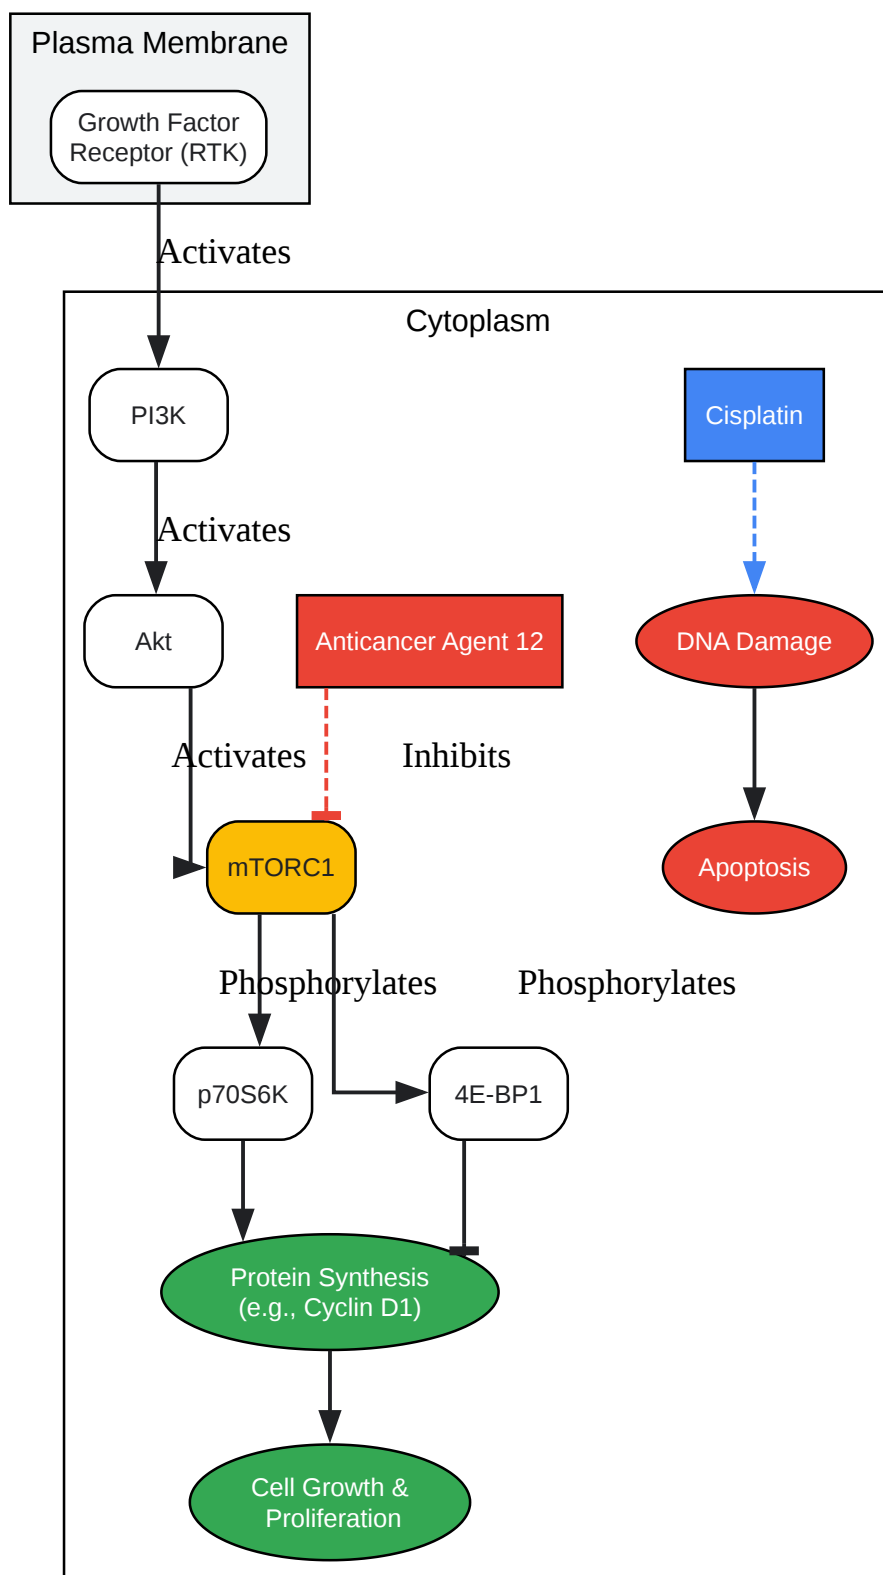 Plasma Membrane
Growth Factor
Receptor (RTK)
Activates
Cytoplasm
PI3K
Cisplatin
Activates
Akt
Anticancer Agent 12
DNA Damage
Activates
Inhibits
mTORC1
Apoptosis
Phosphorylates
Phosphorylates
p70S6K
4E-BP1
Protein Synthesis
(e.g., Cyclin D1)
Cell Growth &
Proliferation